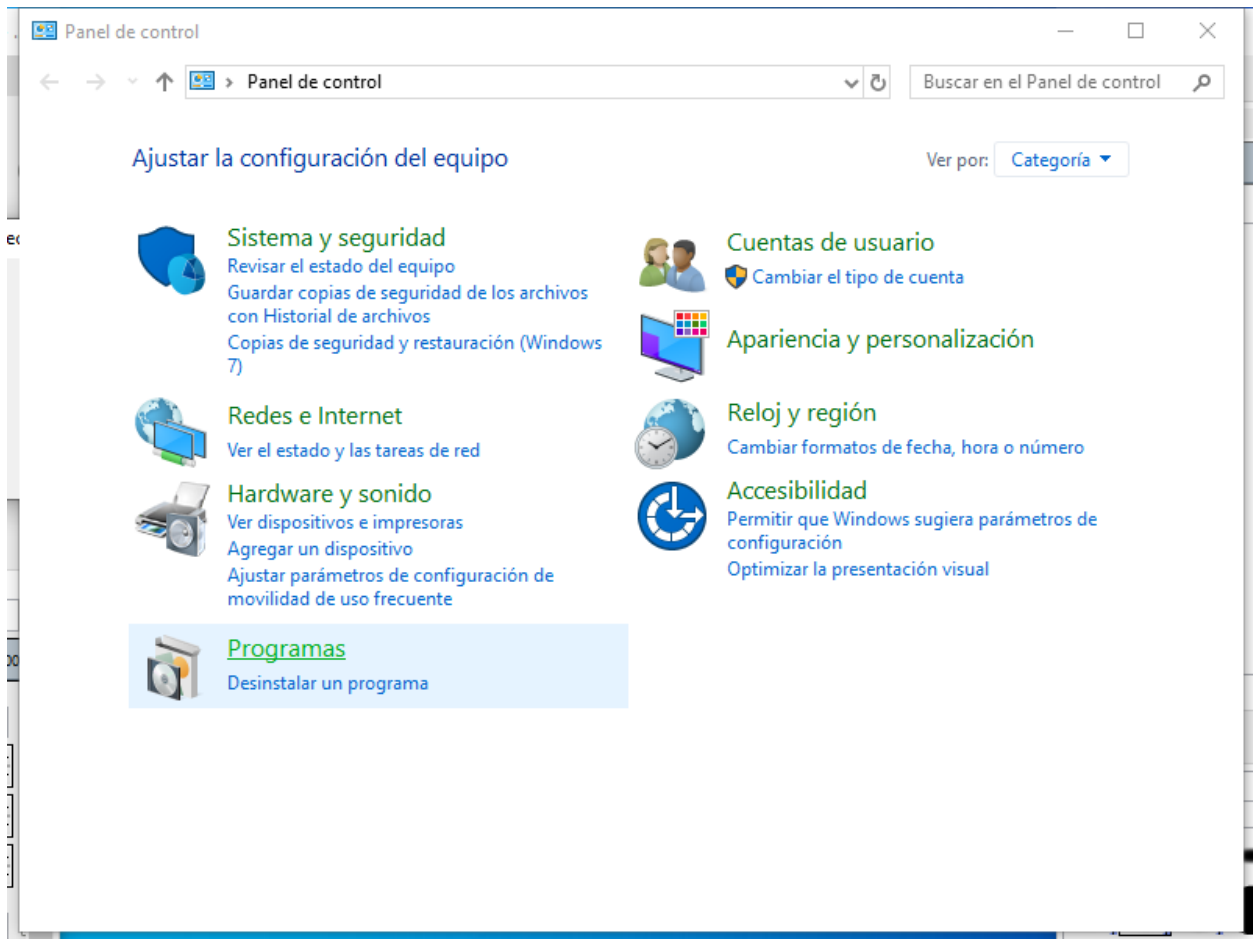 Panel de control
Panel de control
Buscar en el Panel de control
Ajustar la configuración del equipo
Ver por: Categoría
Sistema y seguridad
Revisar el estado del equipo
Guardar copias de seguridad de los archivos
con Historial de archivos
Copias de seguridad y restauración (Windows
7)
Redes e Internet
Ver el estado y las tareas de red
Hardware y sonido
Ver dispositivos e impresoras
Agregar un dispositivo
Ajustar parámetros de configuración de
movilidad de uso frecuente
Programas
Desinstalar un programa
Cuentas de usuario
Cambiar el tipo de cuenta
Apariencia y personalización
Reloj y región
Cambiar formatos de fecha, hora o número
Accesibilidad
Permitir que Windows sugiera parámetros de
configuración
Optimizar la presentación visual